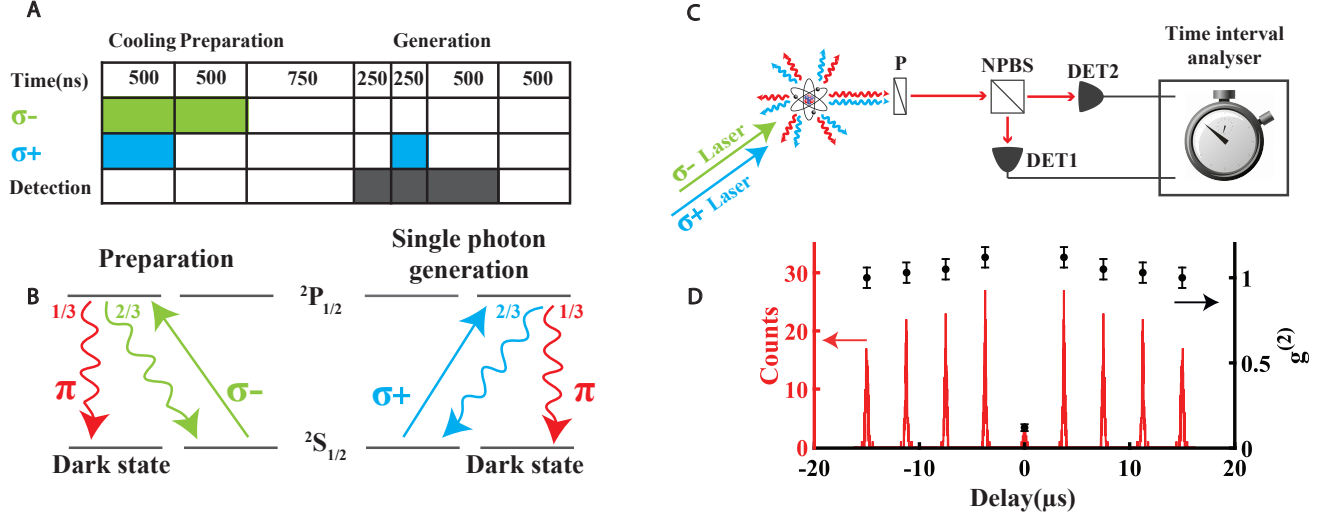 A
Cooling Preparation Generation
Time(ns) 500 500 750 250 250 500 500
σ-
σ+
Detection
B
Preparation
Single photon
generation
²P₁/₂
1/3 2/3
2/3 1/3
π σ-
σ+ π
²S₁/₂
Dark state
Dark state
C
Time interval
analyser
P NPBS DET2
DET1
σ- Laser
σ+ Laser
D
30
20
10
0
Counts
1
0.5
0
g⁽²⁾
-20 -10 0 10 20
Delay(µs)